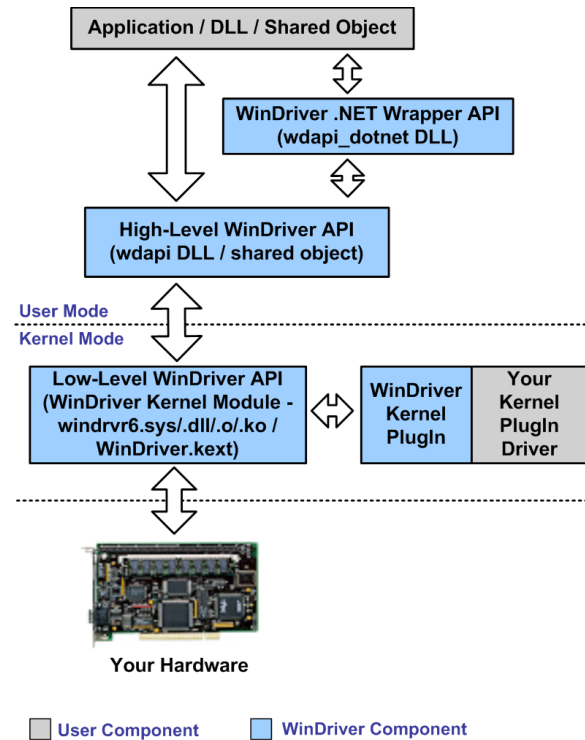 Application / DLL / Shared Object
WinDriver .NET Wrapper API
(wdapi_dotnet DLL)
High-Level WinDriver API
(wdapi DLL / shared object)
User Mode
Kernel Mode
Low-Level WinDriver API
(WinDriver Kernel Module -
windrvr6.sys/.dll/.o/.ko /
WinDriver.kext)
WinDriver
Kernel
PlugIn
Your
Kernel
PlugIn
Driver
Your Hardware
User Component
WinDriver Component